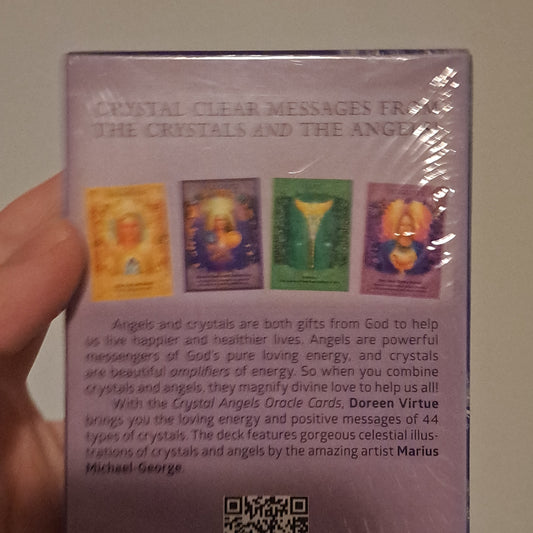 CRYSTAL-CLEAR MESSAGES FROM
THE CRYSTALS AND THE ANGELS!
Angels and crystals are both gifts from God to help
us live happier and healthier lives. Angels are powerful
messengers of God's pure loving energy, and crystals
are beautiful amplifiers of energy. So when you combine
crystals and angels, they magnify divine love to help us all!
With the Crystal Angels Oracle Cards, Doreen Virtue
brings you the loving energy and positive messages of 44
types of crystals. The deck features gorgeous celestial illus-
trations of crystals and angels by the amazing artist Marius
Michael-George.